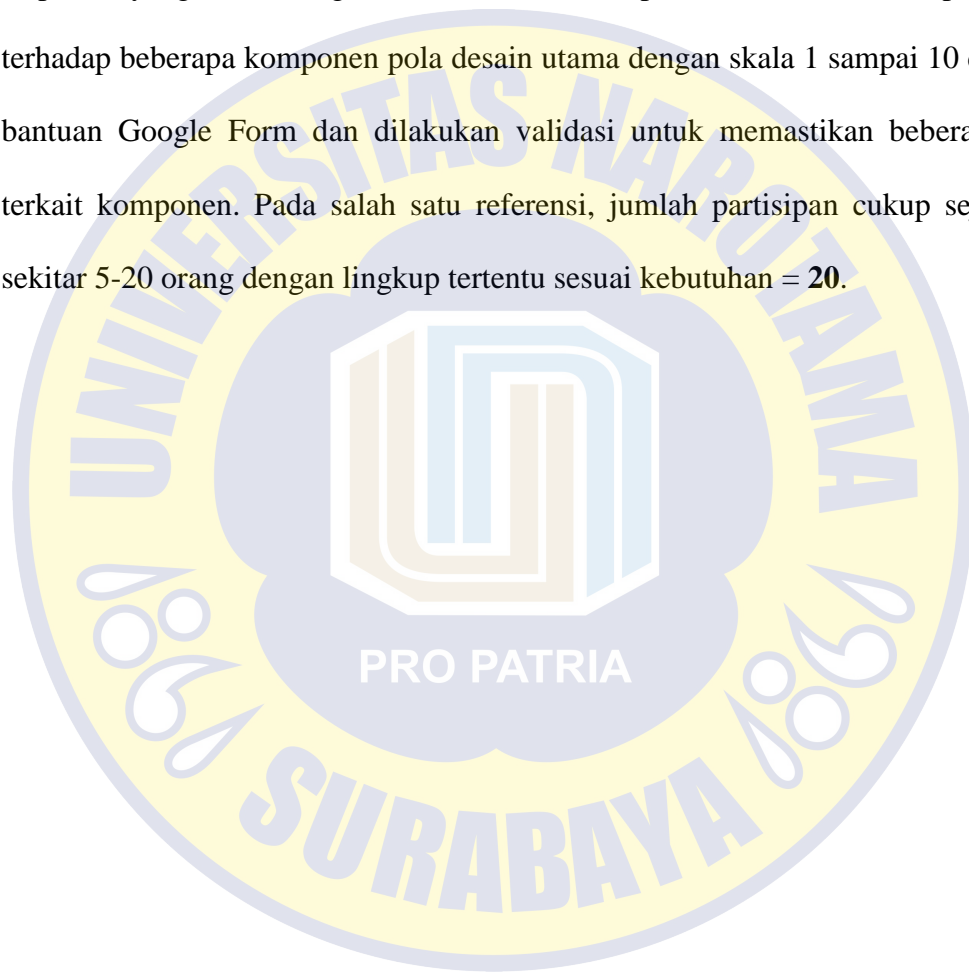 terhadap beberapa komponen pola desain utama dengan skala 1 sampai 10
bantuan Google Form dan dilakukan validasi untuk memastikan
terkait komponen. Pada salah satu referensi, jumlah partisipan cukup
sekitar 5-20 orang dengan lingkup tertentu sesuai kebutuhan = 20.
UNIVERSITAS NAROTAMA
PRO PATRIA
SURABAYA